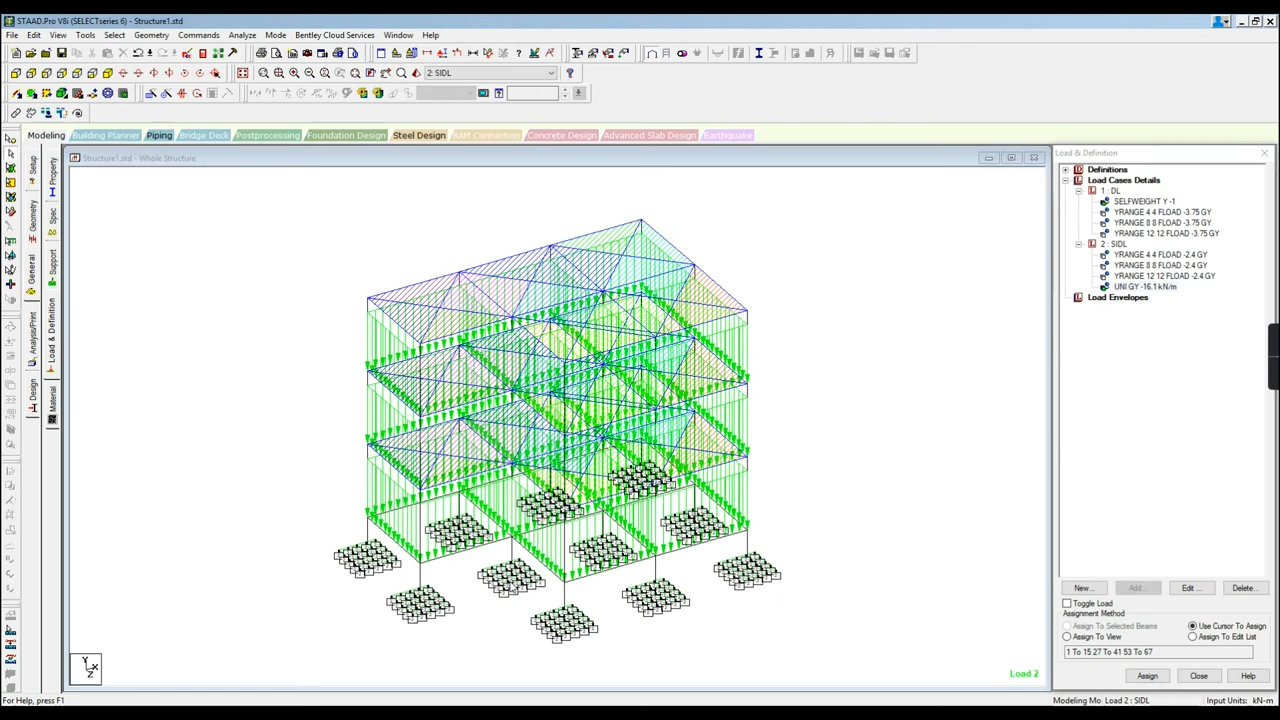 STAAD.Pro V8i (SELECTseries 6) - Structure1.std
File Edit View Tools Select Geometry Commands Analyze Mode Bentley Cloud Services Window Help
2: SIDL
Modeling Building Planner Piping Bridge Deck Postprocessing Foundation Design Steel Design RAM Connection Concrete Design Advanced Slab Design Earthquake
Structure1.std - Whole Structure
Load & Definition
Setup
Geometry
General
Analysis/Print
Design
Property
Spec
Support
Load & Definition
Material
Definitions
Load Cases Details
1 : DL
SELFWEIGHT Y -1
YRANGE 4 4 FLOAD -3.75 GY
YRANGE 8 8 FLOAD -3.75 GY
YRANGE 12 12 FLOAD -3.75 GY
2 : SIDL
YRANGE 4 4 FLOAD -2.4 GY
YRANGE 8 8 FLOAD -2.4 GY
YRANGE 12 12 FLOAD -2.4 GY
UNI GY -16.1 kN/m
Load Envelopes
New... Add... Edit... Delete...
Toggle Load
Assignment Method
Assign To Selected Beams Use Cursor To Assign
Assign To View Assign To Edit List
1 To 15 27 To 41 53 To 67
Assign Close Help
Y
X
Z
Load 2
For Help, press F1 Modeling Mo Load 2 : SIDL Input Units: kN-m